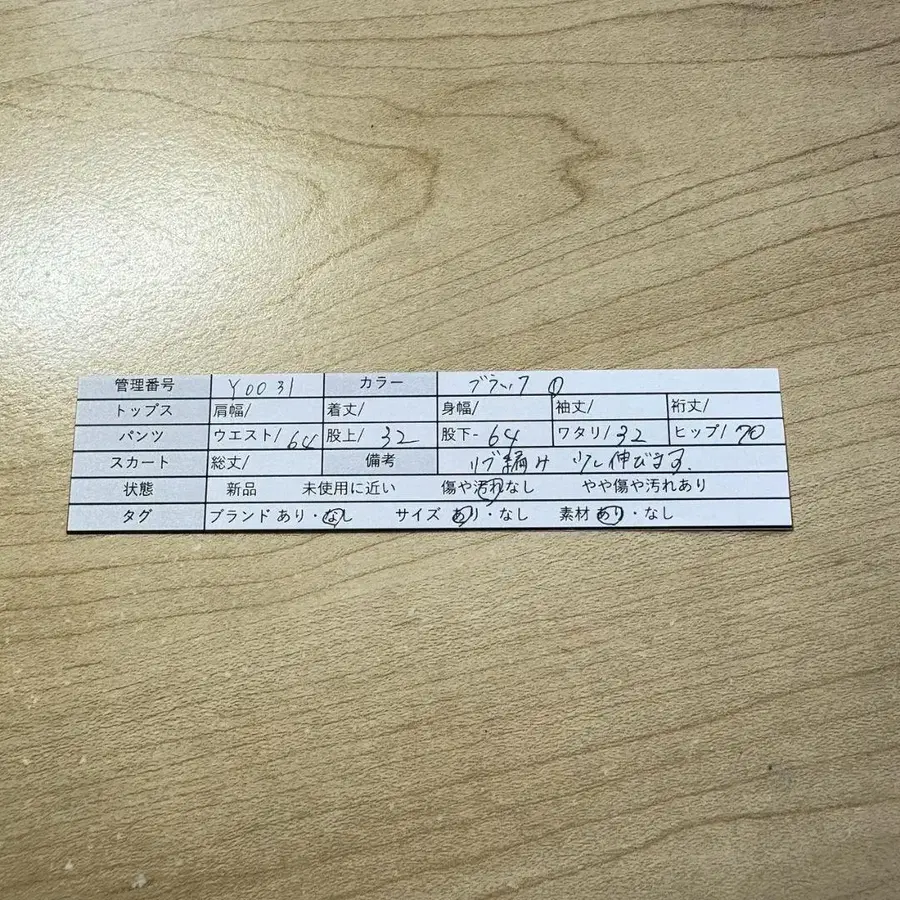 管理番号 Y0031 カラー ブラック ①
トップス 肩幅/ 着丈/ 身幅/ 袖丈/ 裄丈/
パンツ ウエスト/64 股上/32 股下-64 ワタリ/32 ヒップ/70
スカート 総丈/ 備考 リブ編み 少し伸びます.
状態 新品 未使用に近い 傷や汚れなし やや傷や汚れあり
タグ ブランド あり・なし サイズ あり・なし 素材 あり・なし